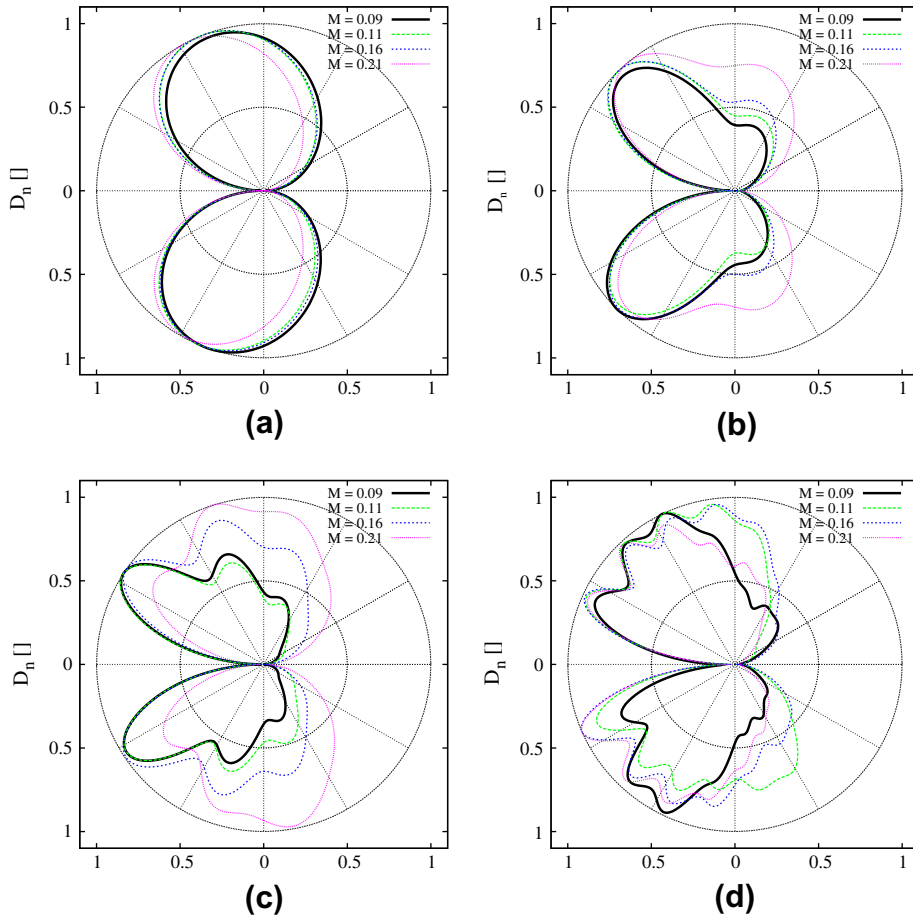 M = 0.09
M = 0.11
M = 0.16
M = 0.21
D_n []
1
0.5
0
0.5
1
1 0.5 0 0.5 1
(a)
M = 0.09
M = 0.11
M = 0.16
M = 0.21
D_n []
1
0.5
0
0.5
1
1 0.5 0 0.5 1
(b)
M = 0.09
M = 0.11
M = 0.16
M = 0.21
D_n []
1
0.5
0
0.5
1
1 0.5 0 0.5 1
(c)
M = 0.09
M = 0.11
M = 0.16
M = 0.21
D_n []
1
0.5
0
0.5
1
1 0.5 0 0.5 1
(d)